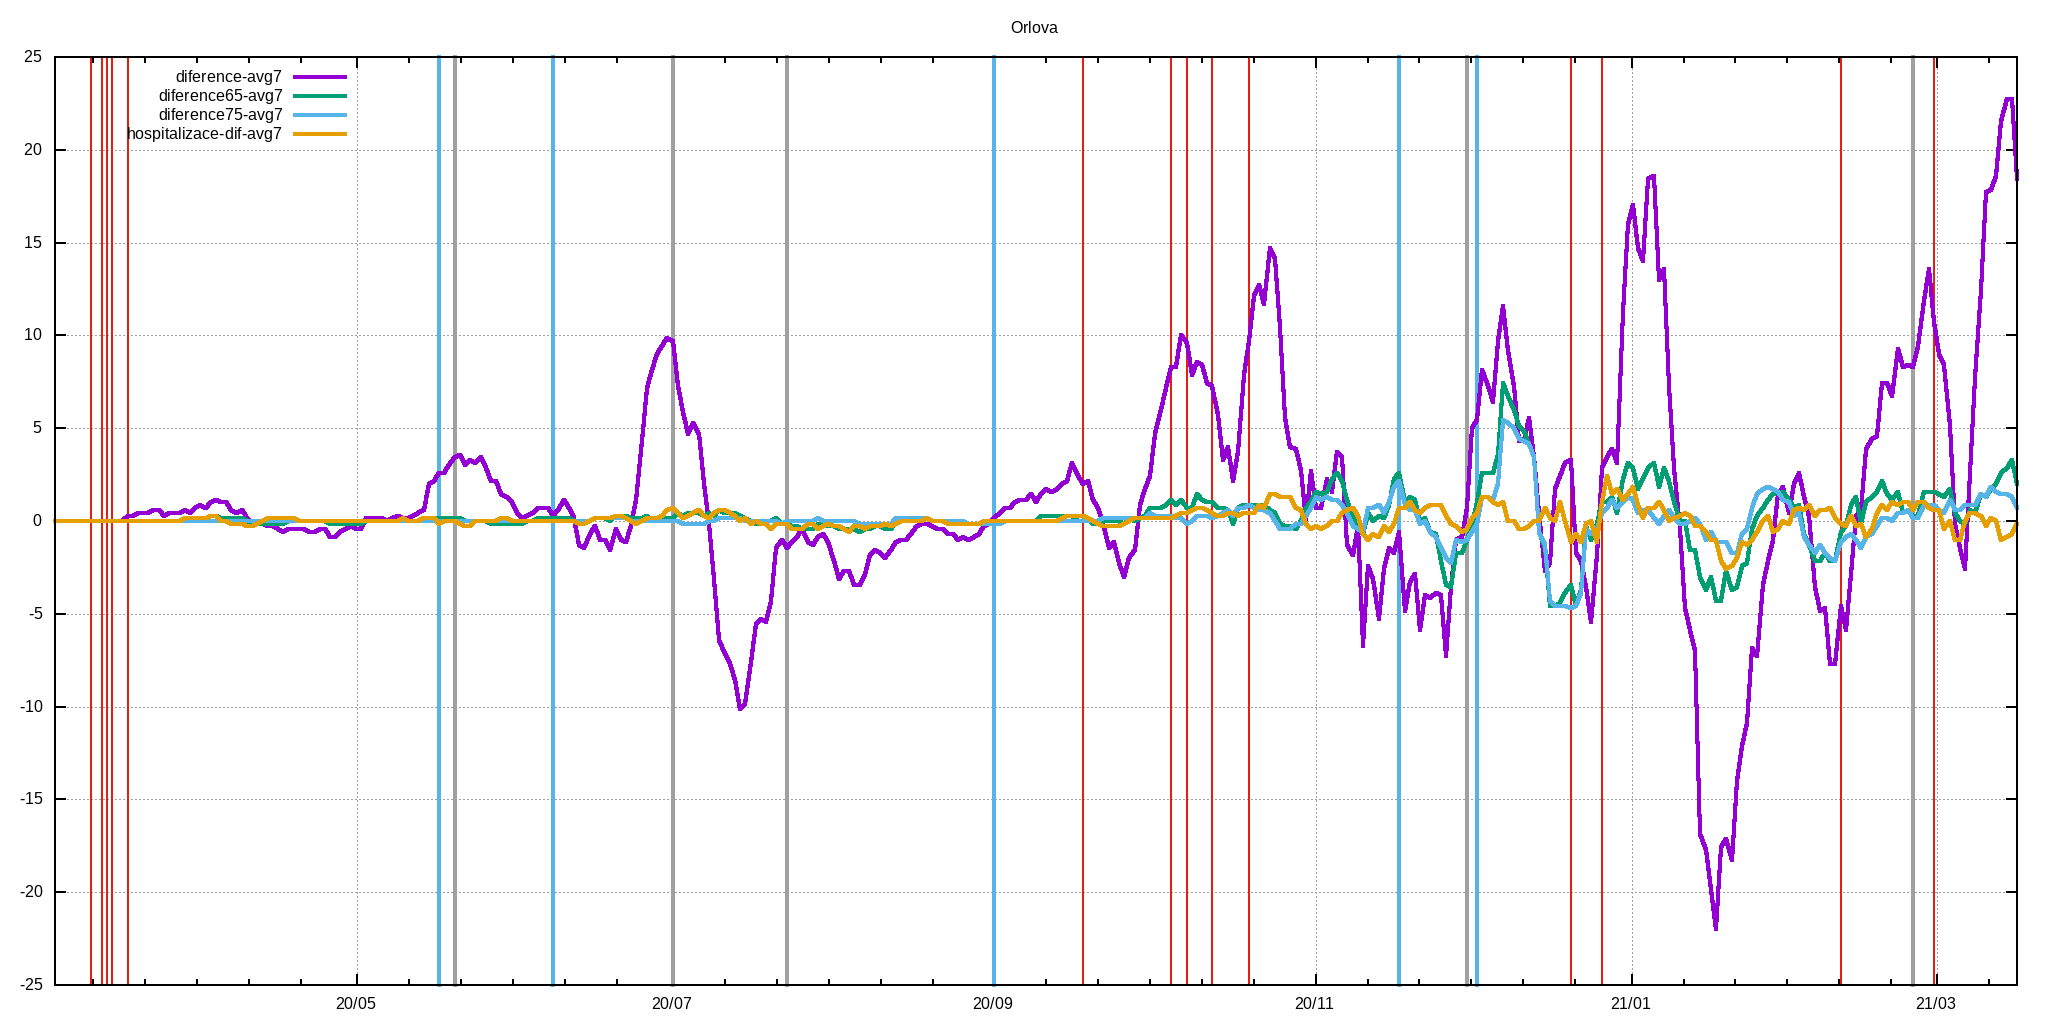 Orlova
25
diference-avg7
diference65-avg7
diference75-avg7
hospitalizace-dif-avg7
20
15
10
5
0
-5
-10
-15
-20
-25
20/05 20/07 20/09 20/11 21/01 21/03